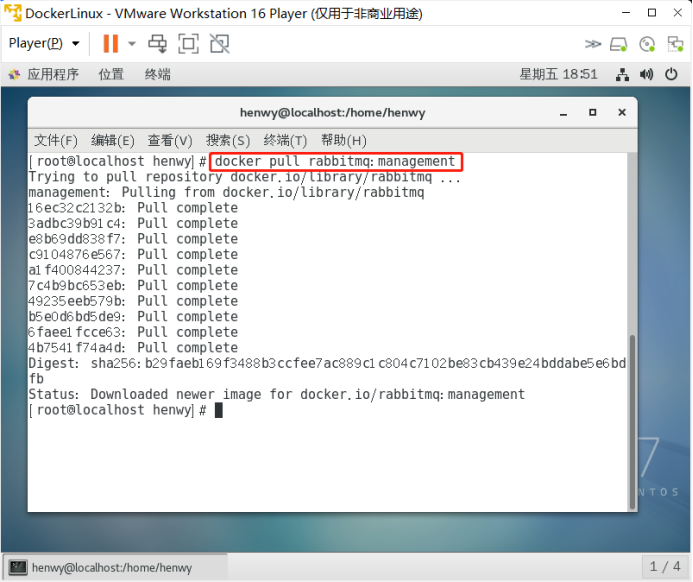 DockerLinux - VMware Workstation 16 Player (仅用于非商业用途)
Player(P)
应用程序 位置 终端 星期五 18:51
henwy@localhost:/home/henwy
文件(F) 编辑(E) 查看(V) 搜索(S) 终端(T) 帮助(H)
[root@localhost henwy]# docker pull rabbitmq:management
Trying to pull repository docker.io/library/rabbitmq ...
management: Pulling from docker.io/library/rabbitmq
16ec32c2132b: Pull complete
3adbc39b91c4: Pull complete
e8b69dd838f7: Pull complete
c9104876e567: Pull complete
a1f400844237: Pull complete
7c4b9bc653eb: Pull complete
49235eeb579b: Pull complete
b5e0d6bd5de9: Pull complete
6faee1fcce63: Pull complete
4b7541f74a4d: Pull complete
Digest: sha256:b29faeb169f3488b3ccfee7ac889c1c804c7102be83cb439e24bddabe5e6bd
fb
Status: Downloaded newer image for docker.io/rabbitmq:management
[root@localhost henwy]#
7
NTOS
henwy@localhost:/home/henwy
1 / 4